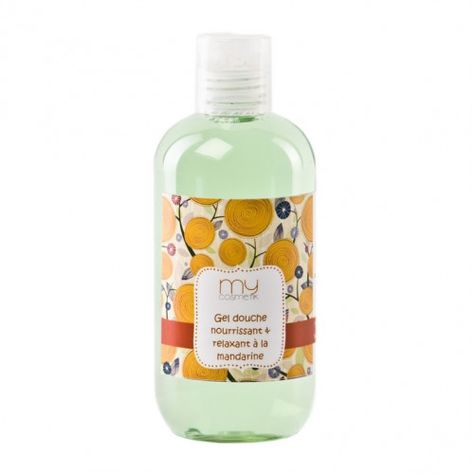 my
cosmetik
Gel douche
nourrissant &
relaxant à la
mandarine